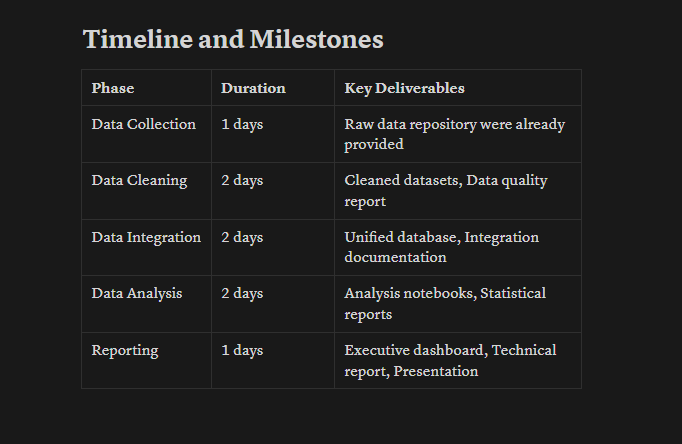 Timeline and Milestones
Phase Duration Key Deliverables
Data Collection 1 days Raw data repository were already
provided
Data Cleaning 2 days Cleaned datasets, Data quality
report
Data Integration 2 days Unified database, Integration
documentation
Data Analysis 2 days Analysis notebooks, Statistical
reports
Reporting 1 days Executive dashboard, Technical
report, Presentation